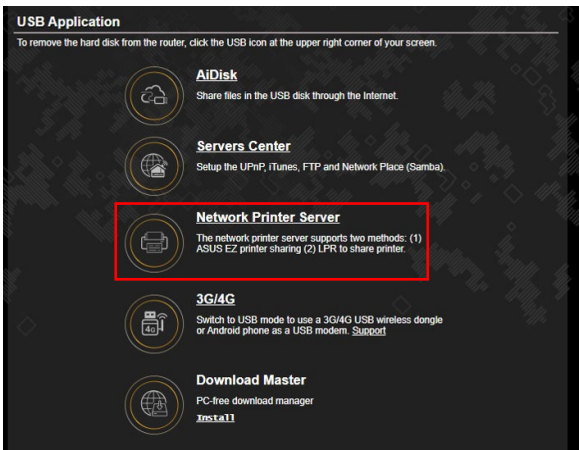 USB Application
To remove the hard disk from the router, click the USB icon at the upper right corner of your screen.
AiDisk
Share files in the USB disk through the Internet.
Servers Center
Setup the UPnP, iTunes, FTP and Network Place (Samba).
Network Printer Server
The network printer server supports two methods: (1)
ASUS EZ printer sharing (2) LPR to share printer.
3G/4G
Switch to USB mode to use a 3G/4G USB wireless dongle
or Android phone as a USB modem. Support
4G
Download Master
PC-free download manager
Install